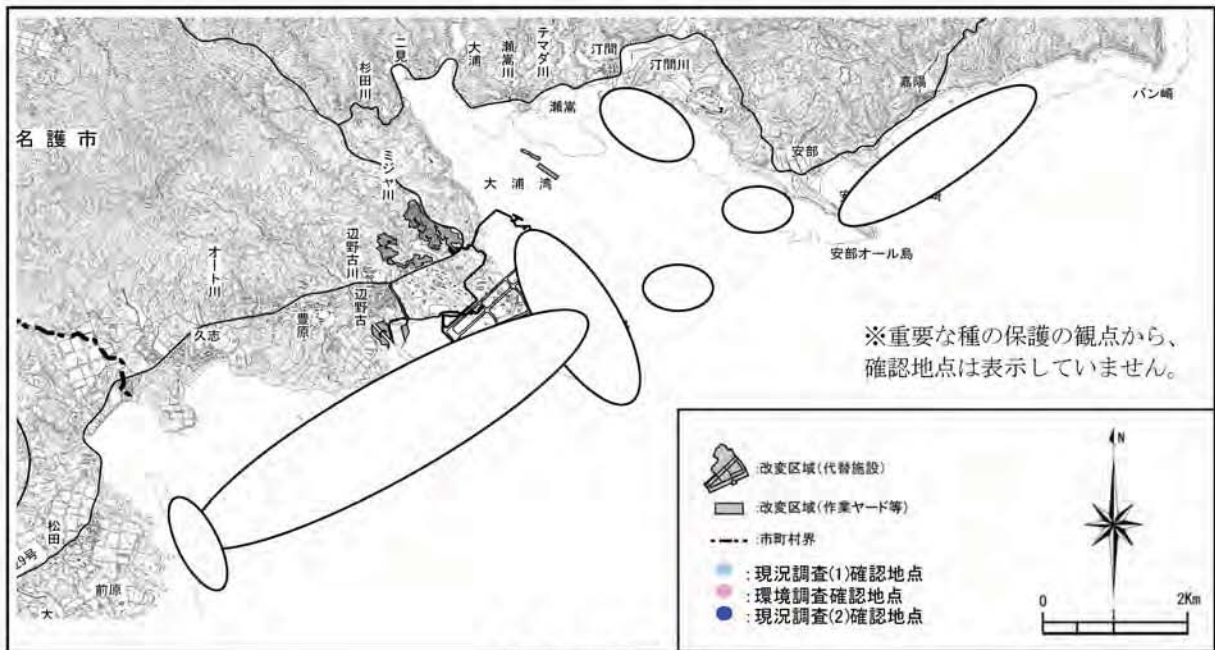 名護市
杉田川
二見
大浦
瀬嵩川
テマダ川
汀間
汀間川
瀬嵩
嘉陽
バン崎
安部
安
崎
安部オール島
大浦湾
ミジャ川
辺野古川
辺野古
オート川
豊原
久志
松田
前原
大
※重要な種の保護の観点から、
確認地点は表示していません。
:改変区域(代替施設)
:改変区域(作業ヤード等)
:市町村界
:現況調査(1)確認地点
:環境調査確認地点
:現況調査(2)確認地点
N
0 2Km